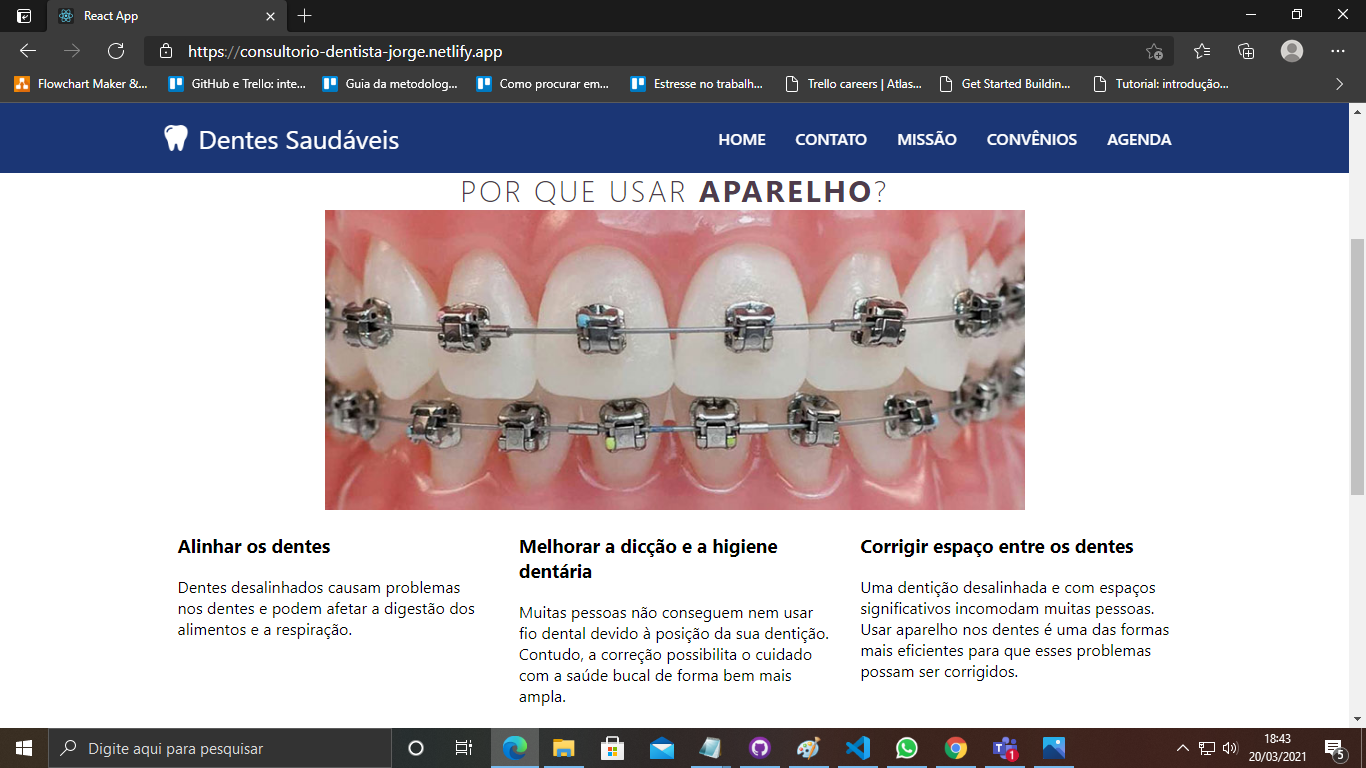 React App
https://consultorio-dentista-jorge.netlify.app
Flowchart Maker &... GitHub e Trello: inte... Guia da metodolog... Como procurar em... Estresse no trabalh... Trello careers | Atlas... Get Started Buildin... Tutorial: introdução...
Dentes Saudáveis HOME CONTATO MISSÃO CONVÊNIOS AGENDA
POR QUE USAR APARELHO?
Alinhar os dentes
Dentes desalinhados causam problemas
nos dentes e podem afetar a digestão dos
alimentos e a respiração.
Melhorar a dicção e a higiene
dentária
Muitas pessoas não conseguem nem usar
fio dental devido à posição da sua dentição.
Contudo, a correção possibilita o cuidado
com a saúde bucal de forma bem mais
ampla.
Corrigir espaço entre os dentes
Uma dentição desalinhada e com espaços
significativos incomodam muitas pessoas.
Usar aparelho nos dentes é uma das formas
mais eficientes para que esses problemas
possam ser corrigidos.
Digite aqui para pesquisar
1
18:43
20/03/2021
5